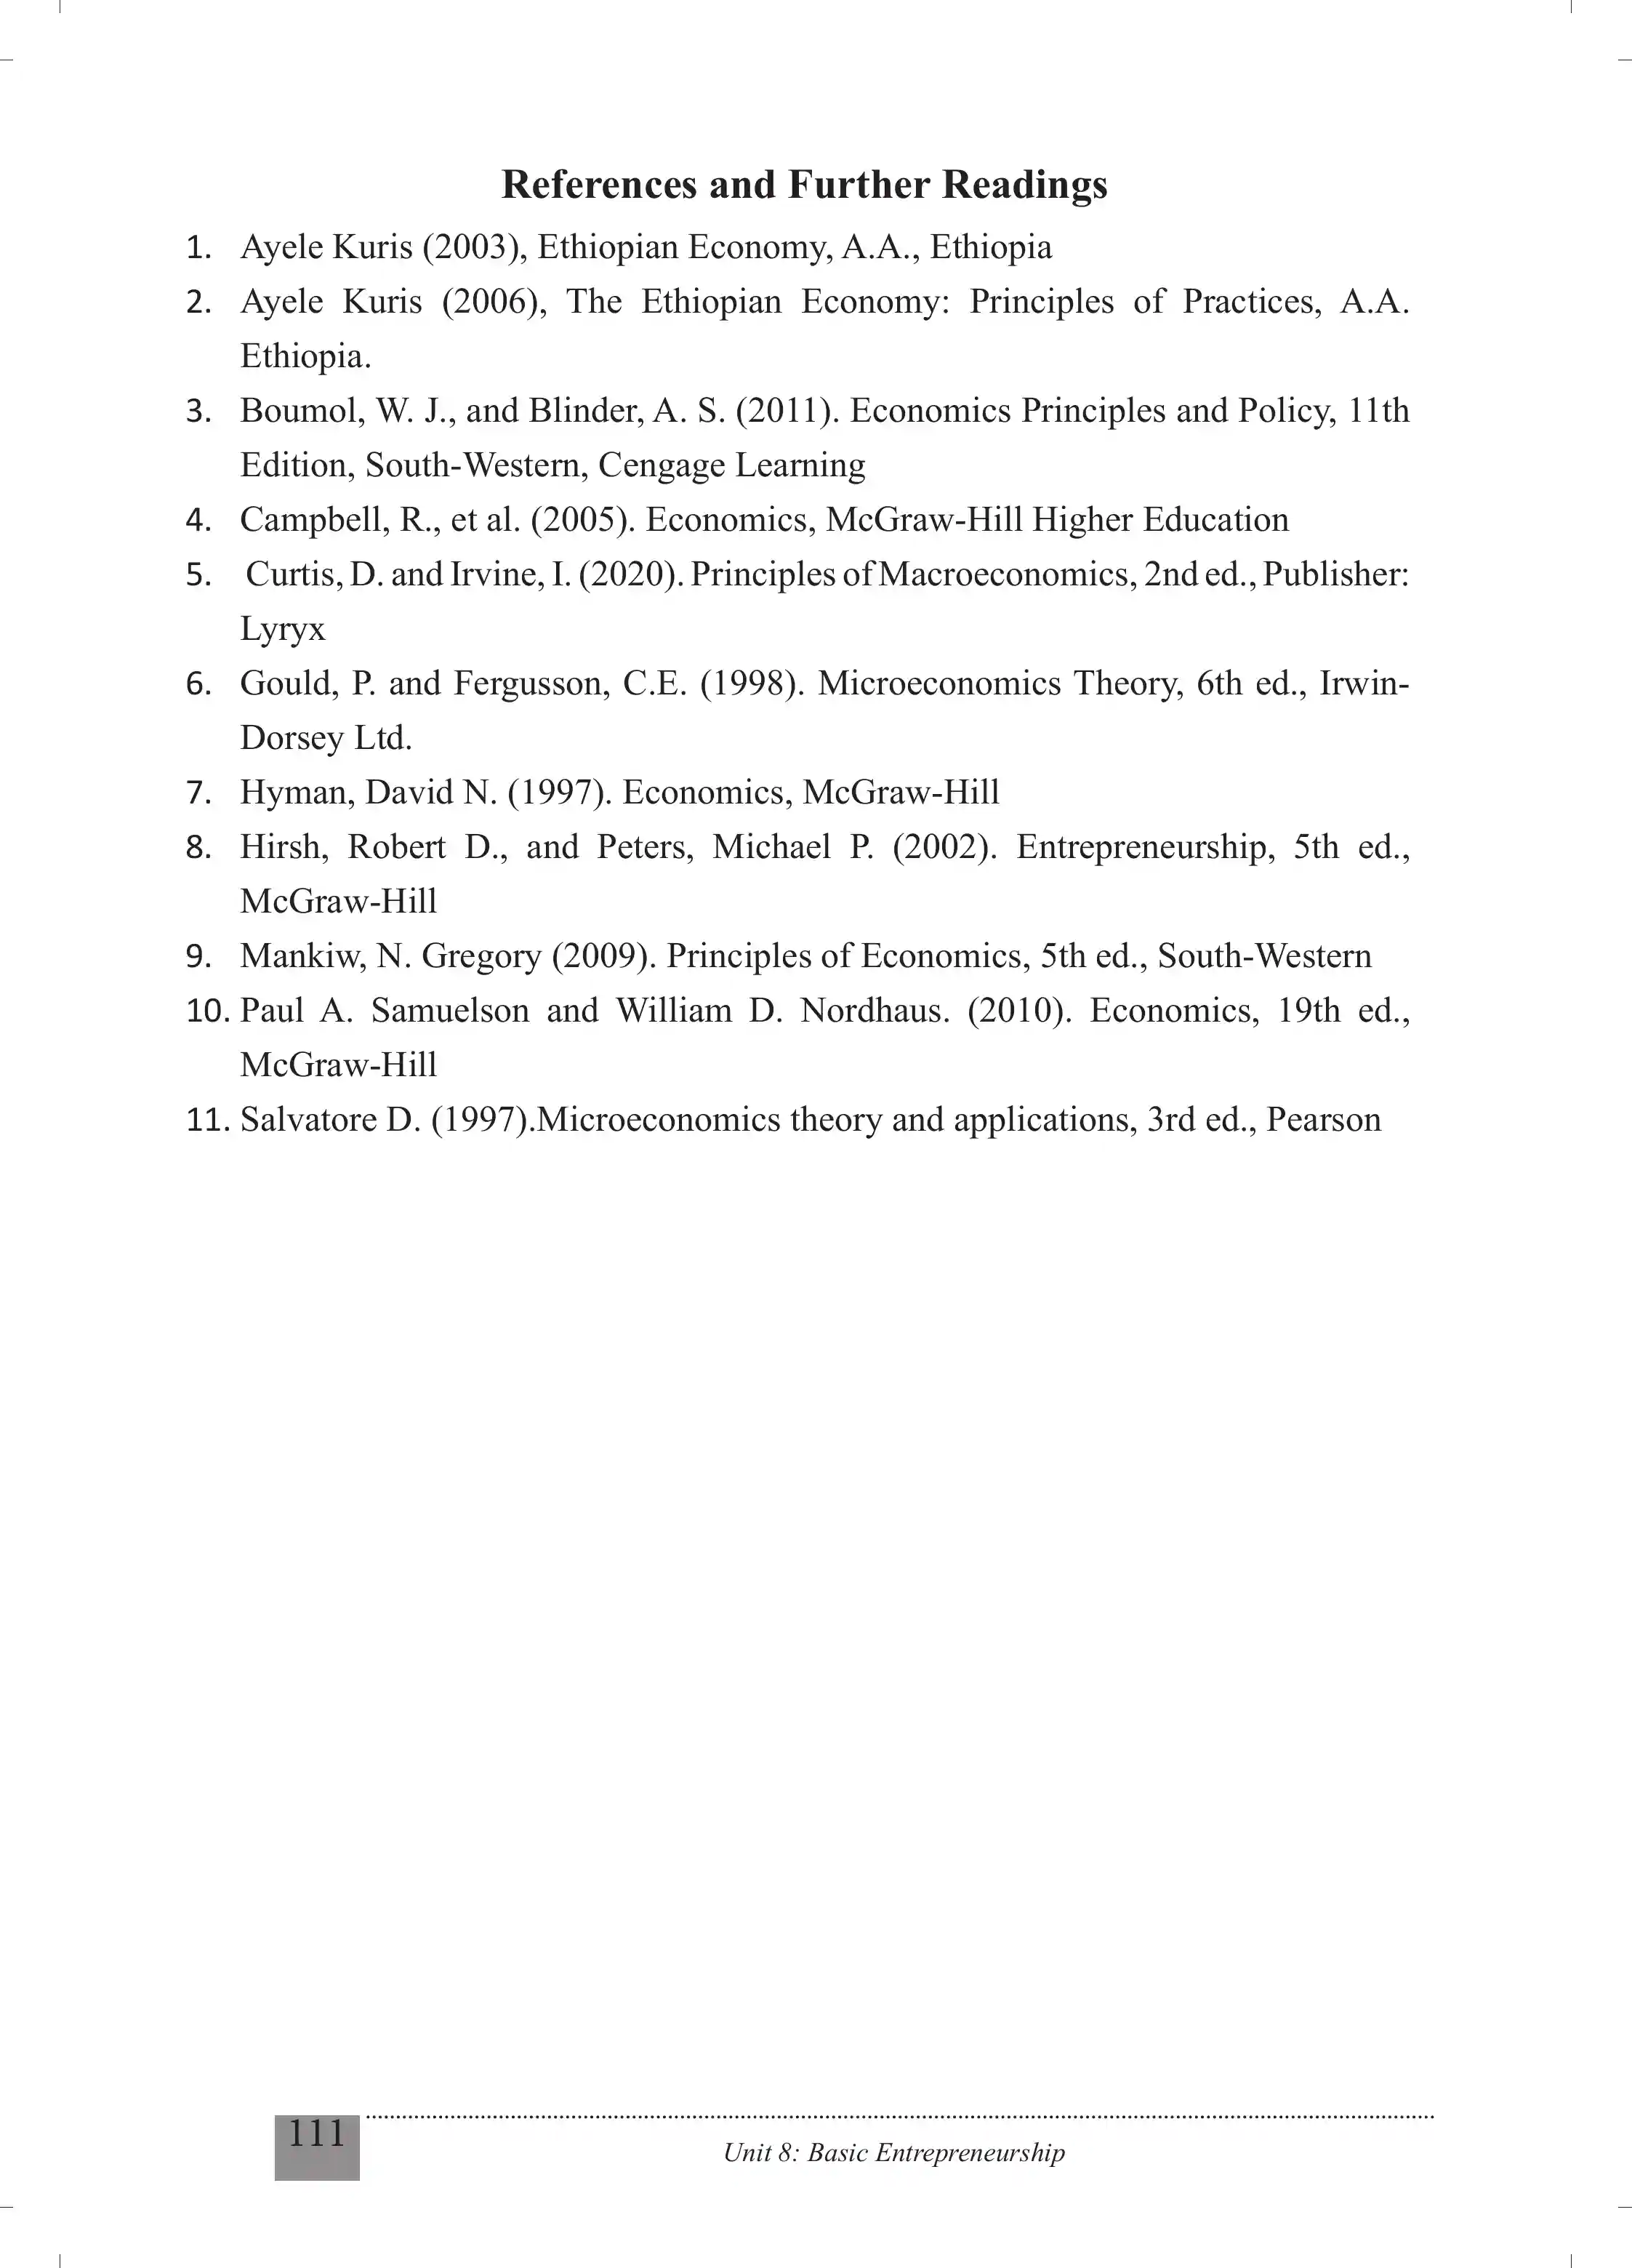 References and Further Readings
1. Ayele Kuris (2003), Ethiopian Economy, A.A., Ethiopia
2. Ayele Kuris (2006), The Ethiopian Economy: Principles of Practices, A.A.
Ethiopia.
3. Boumol, W. J., and Blinder, A. S. (2011). Economics Principles and Policy, 11th
Edition, South-Western, Cengage Learning
4. Campbell, R., et al. (2005). Economics, McGraw-Hill Higher Education
5. Curtis, D. and Irvine, I. (2020). Principles of Macroeconomics, 2nd ed., Publisher:
Lyryx
6. Gould, P. and Fergusson, C.E. (1998). Microeconomics Theory, 6th ed., Irwin-
Dorsey Ltd.
7. Hyman, David N. (1997). Economics, McGraw-Hill
8. Hirsh, Robert D., and Peters, Michael P. (2002). Entrepreneurship, 5th ed.,
McGraw-Hill
9. Mankiw, N. Gregory (2009). Principles of Economics, 5th ed., South-Western
10. Paul A. Samuelson and William D. Nordhaus. (2010). Economics, 19th ed.,
McGraw-Hill
11. Salvatore D. (1997).Microeconomics theory and applications, 3rd ed., Pearson
111
Unit 8: Basic Entrepreneurship